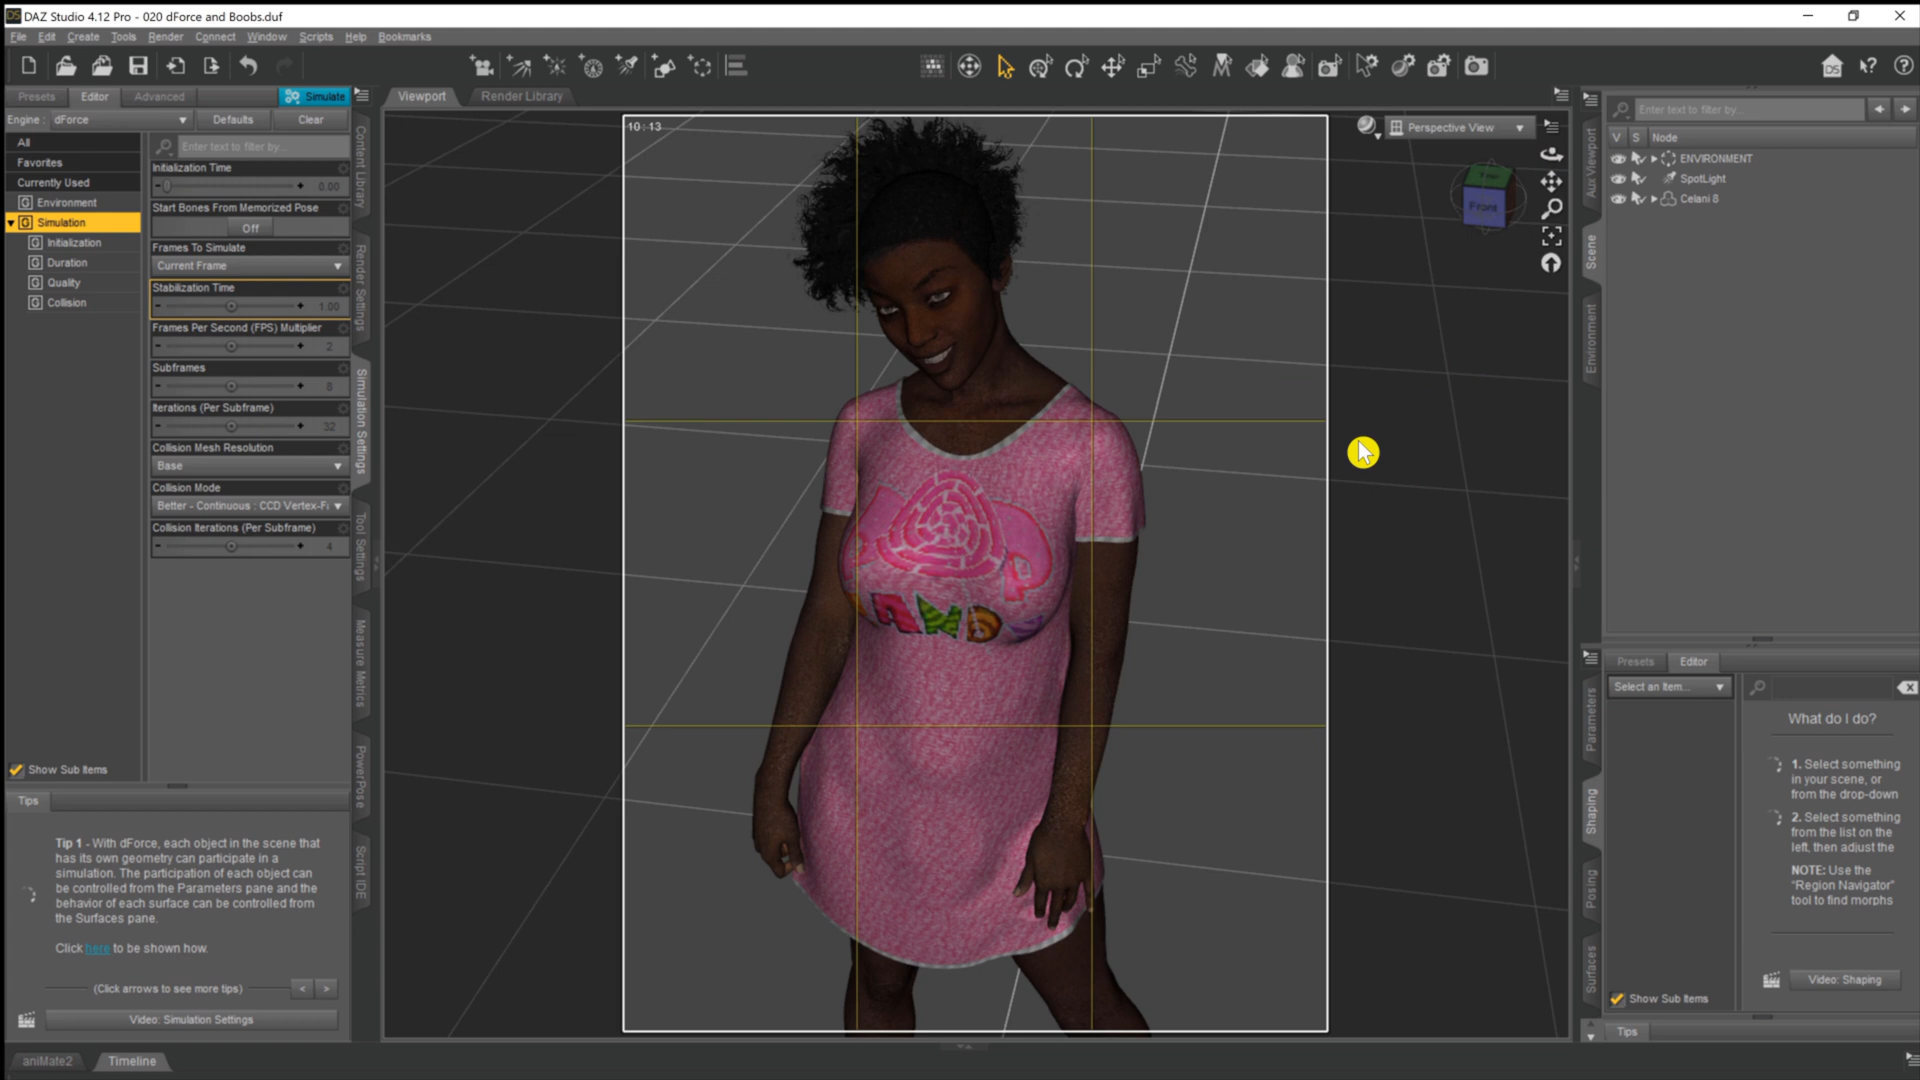 DAZ Studio 4.12 Pro - 020 dForce and Boobs.duf
File Edit Create Tools Render Connect Window Scripts Help Bookmarks
Presets Editor Advanced Simulate
Viewport Render Library
Engine : dForce Defaults Clear
All
Favorites
Currently Used
Environment
Simulation
Initialization
Duration
Quality
Collision
Show Sub Items
Enter text to filter by...
Initialization Time
0.00
Start Bones From Memorized Pose
Off
Frames To Simulate
Current Frame
Stabilization Time
1.00
Frames Per Second (FPS) Multiplier
2
Subframes
8
Iterations (Per Subframe)
32
Collision Mesh Resolution
Base
Collision Mode
Better - Continuous : CCD Vertex-Fa
Collision Iterations (Per Subframe)
4
Tips
Tip 1 - With dForce, each object in the scene that
has its own geometry can participate in a
simulation. The participation of each object can
be controlled from the Parameters pane and the
behavior of each surface can be controlled from
the Surfaces pane.
Click here to be shown how.
(Click arrows to see more tips) < >
Video: Simulation Settings
aniMate2 Timeline
Content Library
Render Settings
Simulation Settings
Tool Settings
Measure Metrics
PowerPose
Script IDE
10 : 13
Perspective View
Front
ANDY
Aux Viewport
Scene
Environment
Enter text to filter by...
V S Node
ENVIRONMENT
SpotLight
Celani 8
Parameters
Shaping
Posing
Surfaces
Presets Editor
Select an Item...
What do I do?
1. Select something
in your scene, or
from the drop-down
2. Select something
from the list on the
left, then adjust the
NOTE: Use the
"Region Navigator"
tool to find morphs
Video: Shaping
Show Sub Items
Tips